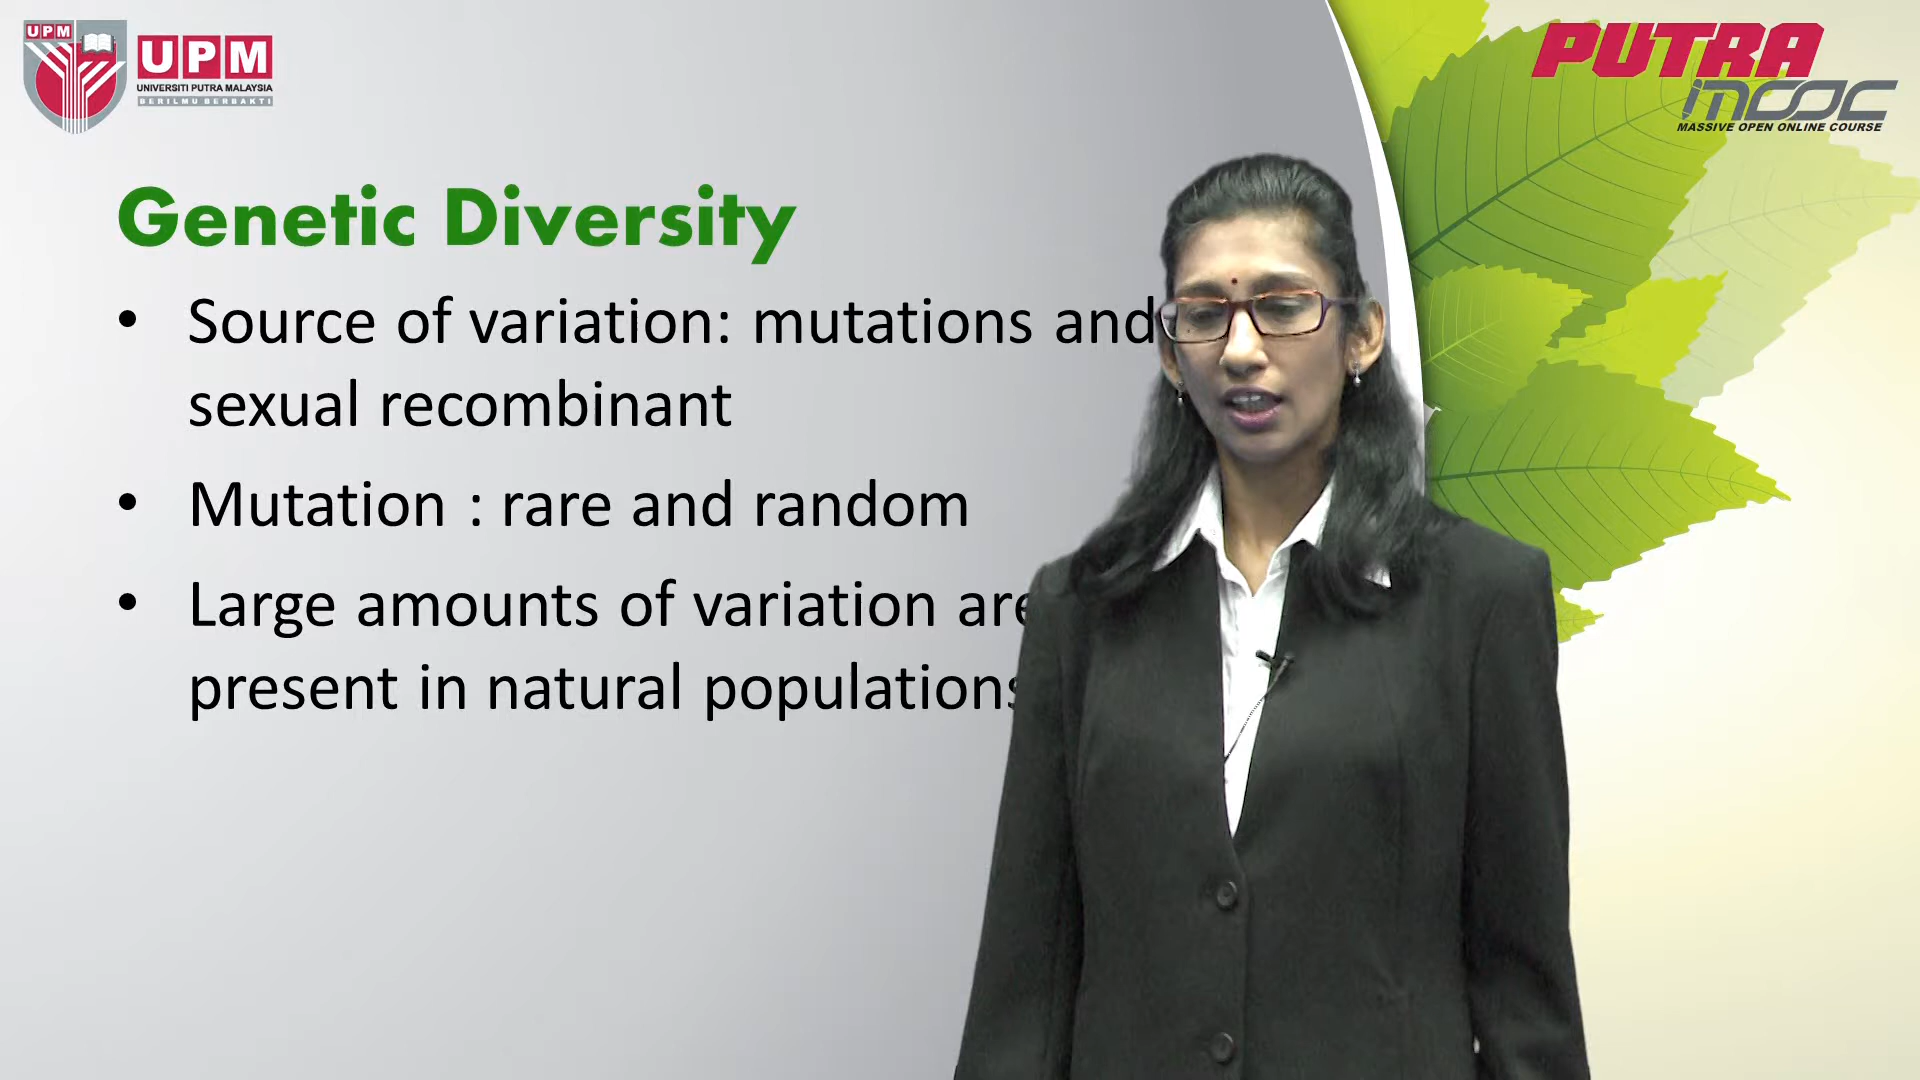 UPM
UPM
UNIVERSITI PUTRA MALAYSIA
BERILMU BERBAKTI
PUTRA
mooc
MASSIVE OPEN ONLINE COURSE
Genetic Diversity
• Source of variation: mutations and
sexual recombinant
• Mutation : rare and random
• Large amounts of variation are
present in natural populations